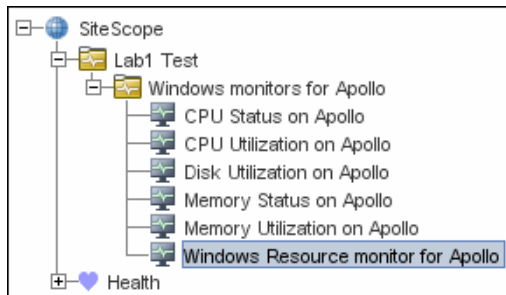 SiteScope
Lab1 Test
Windows monitors for Apollo
CPU Status on Apollo
CPU Utilization on Apollo
Disk Utilization on Apollo
Memory Status on Apollo
Memory Utilization on Apollo
Windows Resource monitor for Apollo
Health